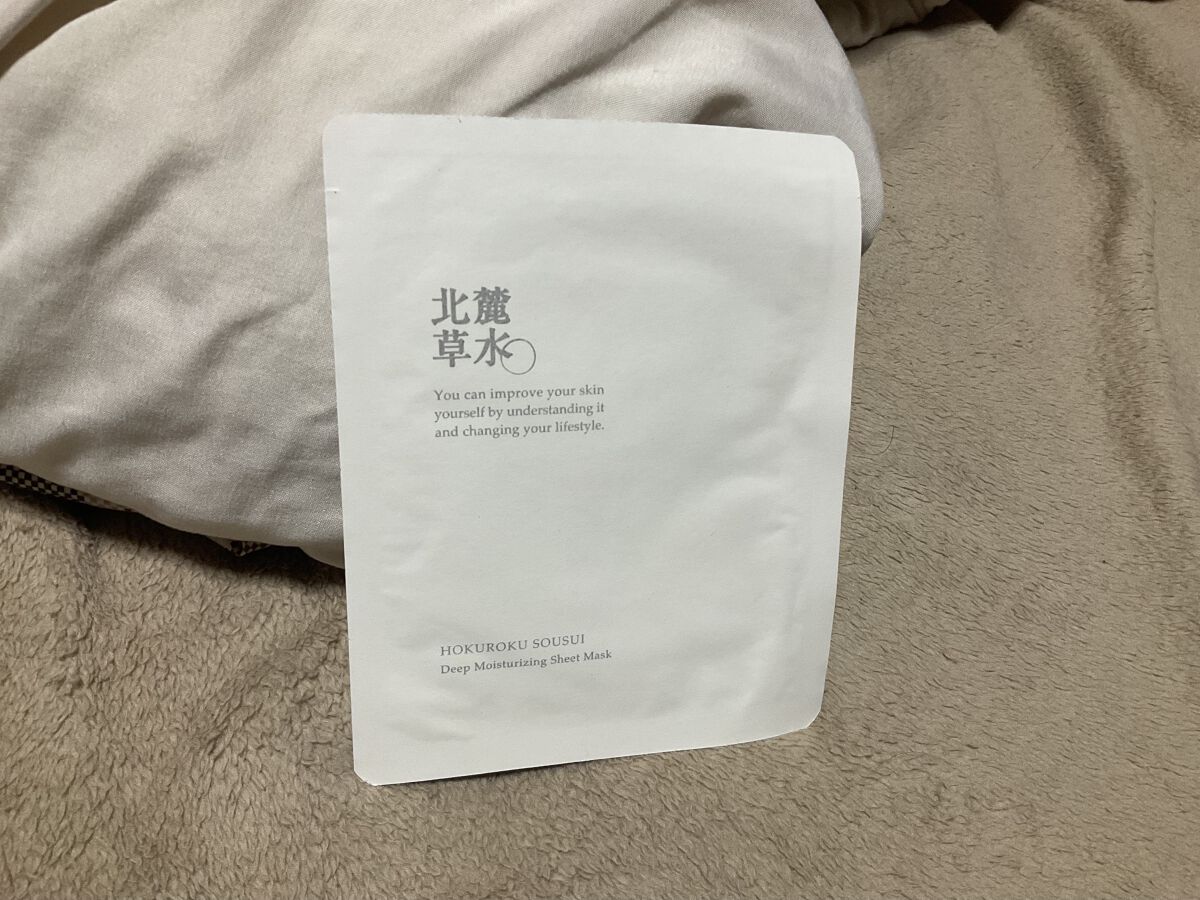 北麓
草水
You can improve your skin
yourself by understanding it
and changing your lifestyle.
HOKUROKU SOUSUI
Deep Moisturizing Sheet Mask